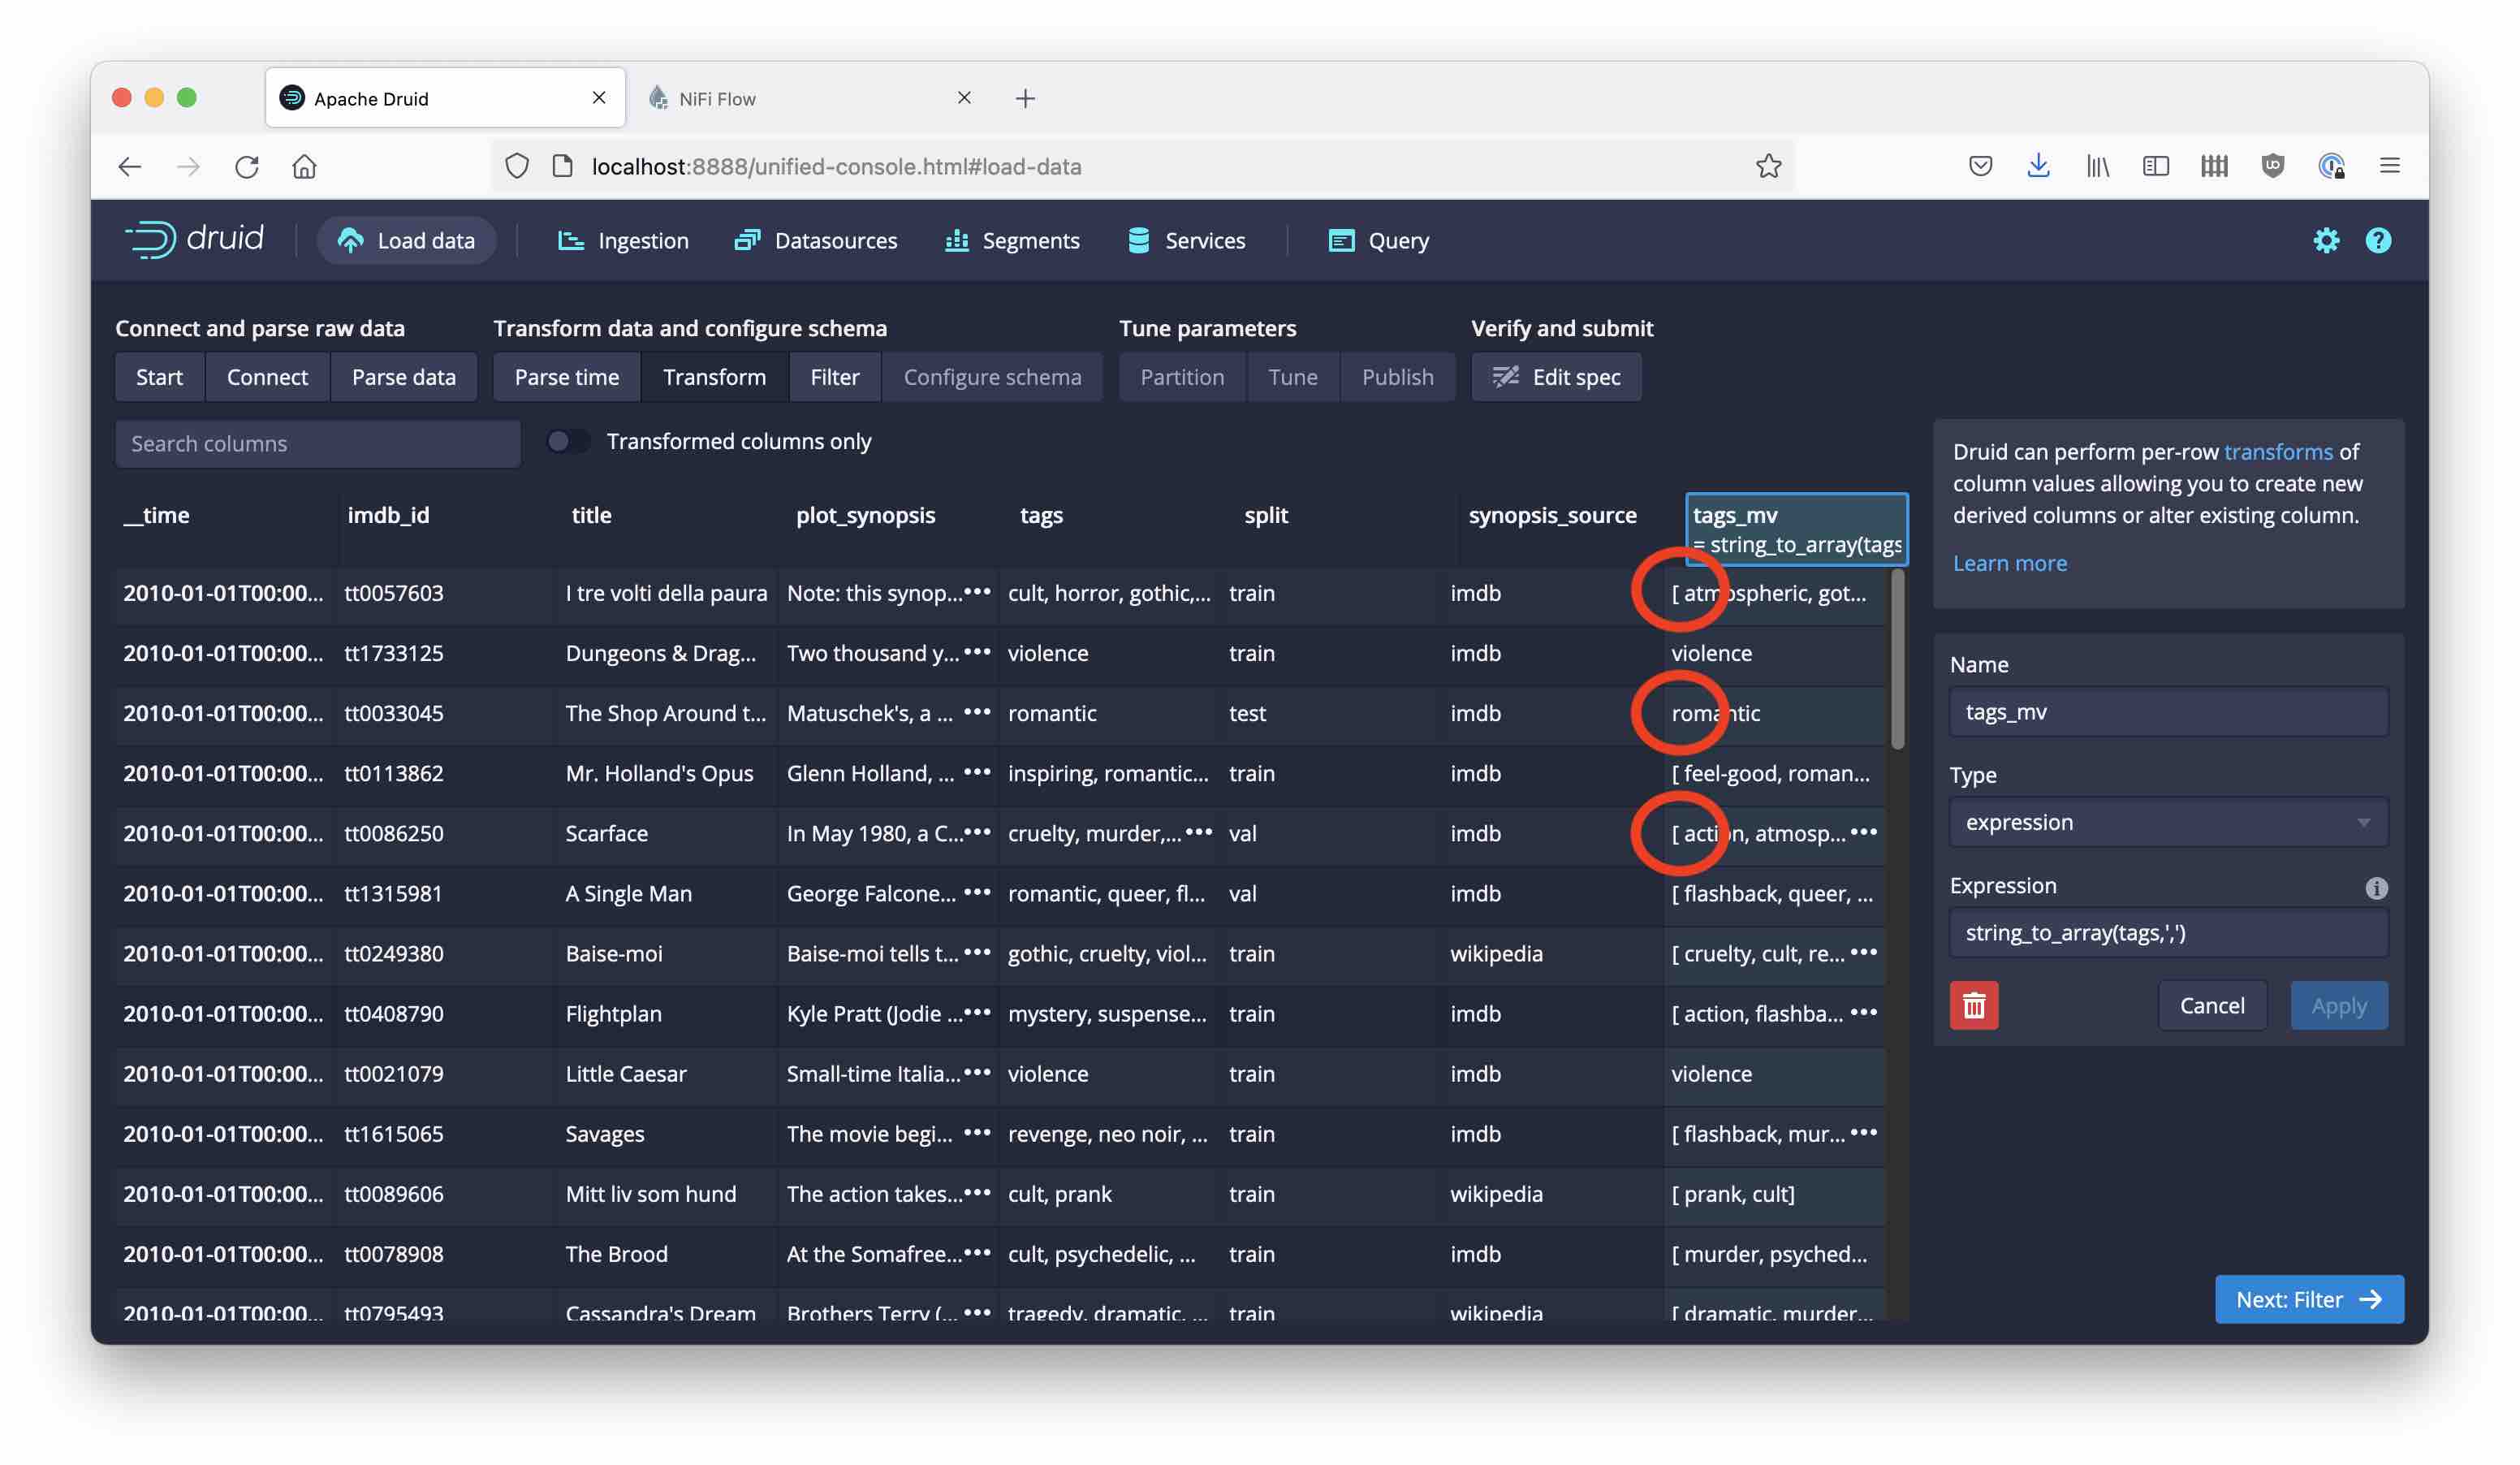 Apache Druid
NiFi Flow
localhost:8888/unified-console.html#load-data
druid
Load data
Ingestion
Datasources
Segments
Services
Query
Connect and parse raw data
Transform data and configure schema
Tune parameters
Verify and submit
Start
Connect
Parse data
Parse time
Transform
Filter
Configure schema
Partition
Tune
Publish
Edit spec
Search columns
Transformed columns only
__time imdb_id title plot_synopsis tags split synopsis_source tags_mv
= string_to_array(tags
2010-01-01T00:00... tt0057603 I tre volti della paura Note: this synop...••• cult, horror, gothic,... train imdb [ atmospheric, got...
2010-01-01T00:00... tt1733125 Dungeons & Drag... Two thousand y...••• violence train imdb violence
2010-01-01T00:00... tt0033045 The Shop Around t... Matuschek's, a ... ••• romantic test imdb romantic
2010-01-01T00:00... tt0113862 Mr. Holland's Opus Glenn Holland, ... ••• inspiring, romantic... train imdb [ feel-good, roman...
2010-01-01T00:00... tt0086250 Scarface In May 1980, a C...••• cruelty, murder,...••• val imdb [ action, atmosp...•••
2010-01-01T00:00... tt1315981 A Single Man George Falcone... ••• romantic, queer, fl... val imdb [ flashback, queer, ...
2010-01-01T00:00... tt0249380 Baise-moi Baise-moi tells t... ••• gothic, cruelty, viol... train wikipedia [ cruelty, cult, re...•••
2010-01-01T00:00... tt0408790 Flightplan Kyle Pratt (Jodie ...••• mystery, suspense... train imdb [ action, flashba... •••
2010-01-01T00:00... tt0021079 Little Caesar Small-time Italia...••• violence train imdb violence
2010-01-01T00:00... tt1615065 Savages The movie begi... ••• revenge, neo noir, ... train imdb [ flashback, mur...•••
2010-01-01T00:00... tt0089606 Mitt liv som hund The action takes...••• cult, prank train wikipedia [ prank, cult]
2010-01-01T00:00... tt0078908 The Brood At the Somafree...••• cult, psychedelic, ... train imdb [ murder, psyched...
2010-01-01T00:00... tt0795493 Cassandra's Dream Brothers Terry (... ••• tragedy, dramatic, ... train wikipedia [ dramatic, murder...
Druid can perform per-row transforms of
column values allowing you to create new
derived columns or alter existing column.
Learn more
Name
tags_mv
Type
expression
Expression
string_to_array(tags,',')
Cancel
Apply
Next: Filter